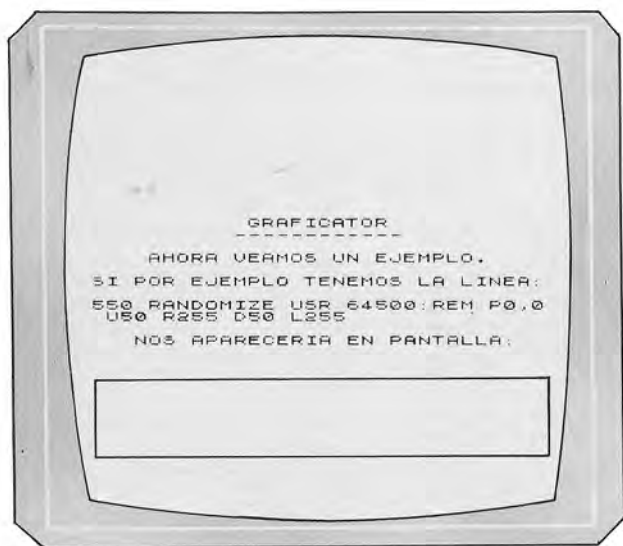 GRAFICATOR
-----------
AHORA VEAMOS UN EJEMPLO.
SI POR EJEMPLO TENEMOS LA LINEA:
550 RANDOMIZE USR 64500:REM P0,0
U50 R255 D50 L255
NOS APARECERIA EN PANTALLA: